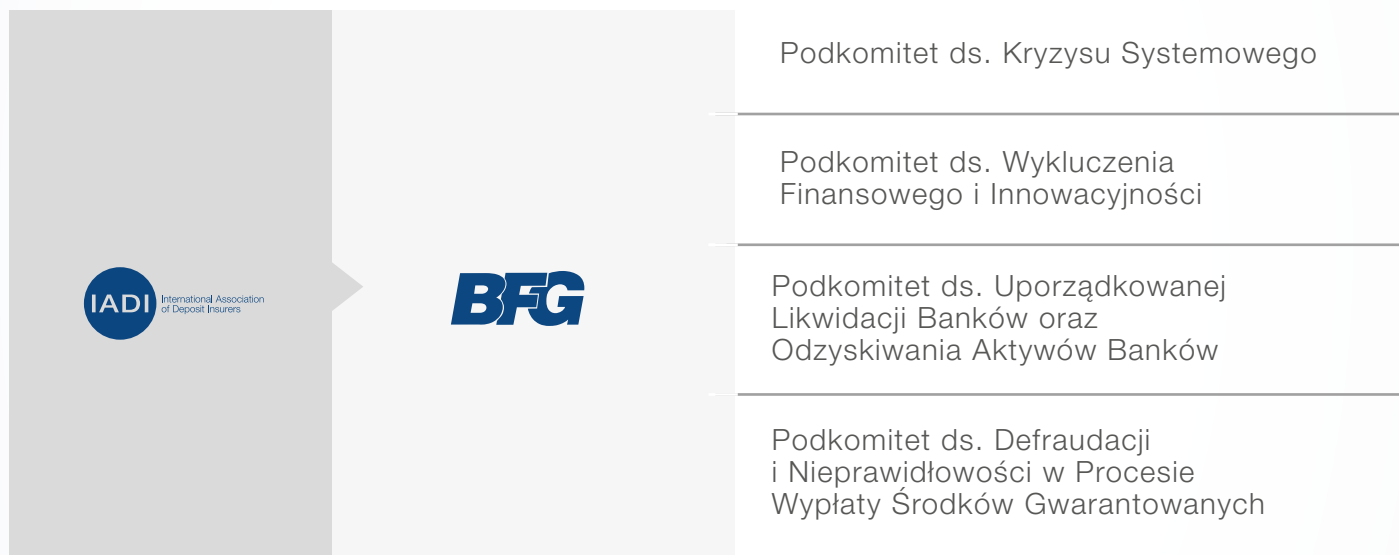 IADI
International Association
of Deposit Insurers
BFG
Podkomitet ds. Kryzysu Systemowego
Podkomitet ds. Wykluczenia
Finansowego i Innowacyjności
Podkomitet ds. Uporządkowanej
Likwidacji Banków oraz
Odzyskiwania Aktywów Banków
Podkomitet ds. Defraudacji
i Nieprawidłowości w Procesie
Wypłaty Środków Gwarantowanych